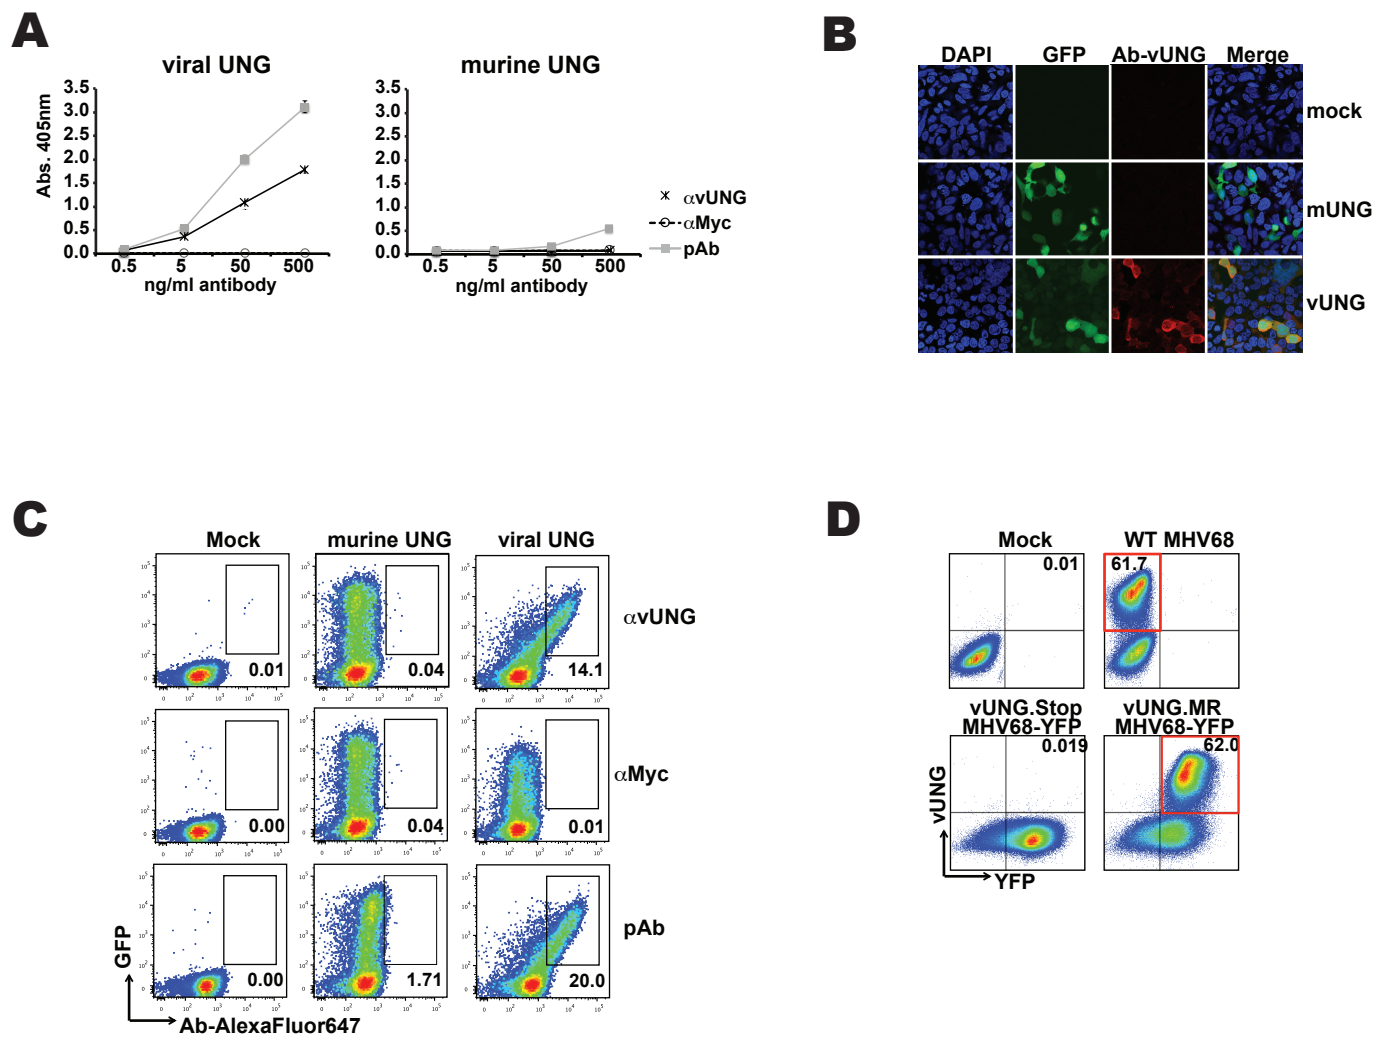 A
viral UNG
murine UNG
Abs. 405nm
3.5
3.0
2.5
2.0
1.5
1.0
0.5
0.0
0.5 5 50 500
ng/ml antibody
3.5
3.0
2.5
2.0
1.5
1.0
0.5
0.0
0.5 5 50 500
ng/ml antibody
αvUNG
αMyc
pAb
B
DAPI GFP Ab-vUNG Merge
mock
mUNG
vUNG
C
Mock murine UNG viral UNG
0.01 0.04 14.1 αvUNG
0.00 0.04 0.01 αMyc
0.00 1.71 20.0 pAb
GFP
Ab-AlexaFluor647
D
Mock WT MHV68
0.01 61.7
vUNG.Stop
MHV68-YFP
0.019
vUNG.MR
MHV68-YFP
62.0
vUNG
YFP